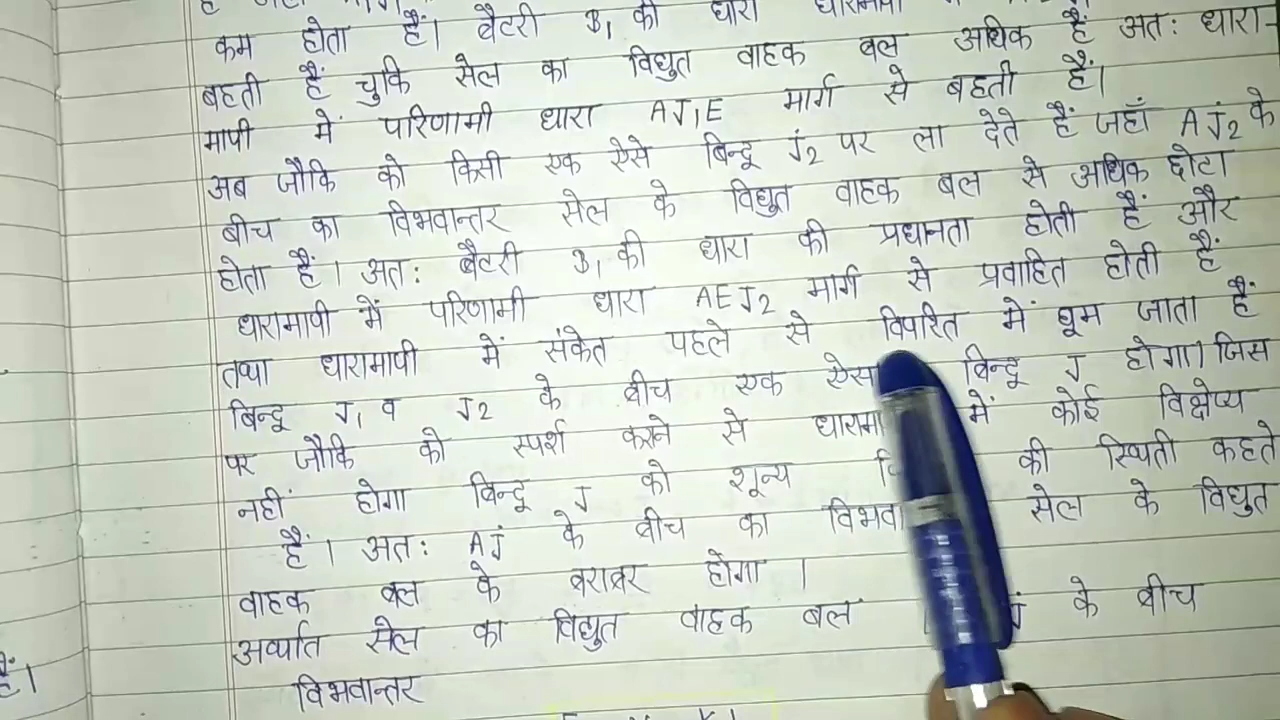 कम होता हैं। बैटरी B₁ की धारा
बहती हैं चुकि सेल का विधुत वाहक बल अधिक हैं अतः धारा-
मापी में परिणामी धारा AJ₁E मार्ग से बहती हैं।
अब जौकि को किसी एक ऐसे बिन्दू J₂ पर ला देते हैं जहाँ AJ₂ के
बीच का विभवान्तर सेल के विधुत वाहक बल से अधिक छोटा
होता हैं। अतः बैटरी B₁ की धारा की प्रधानता होती हैं और
धारामापी में परिणामी धारा AEJ₂ मार्ग से प्रवाहित होती हैं
तथा धारामापी में संकेत पहले से विपरित में घूम जाता हैं
बिन्दू J₁ व J₂ के बीच एक ऐसा बिन्दू J होगा। जिस
पर जौकि को स्पर्श कराने से धारामा में कोई विक्षेप्य
नहीं होगा बिन्दू J को शून्य वि की स्थिती कहते
हैं। अतः AJ के बीच का विभवा सेल के विधुत
वाहक बल के बराबर होगा।
अर्थात सेल का विधुत वाहक बल J के बीच
विभवान्तर
हैं।